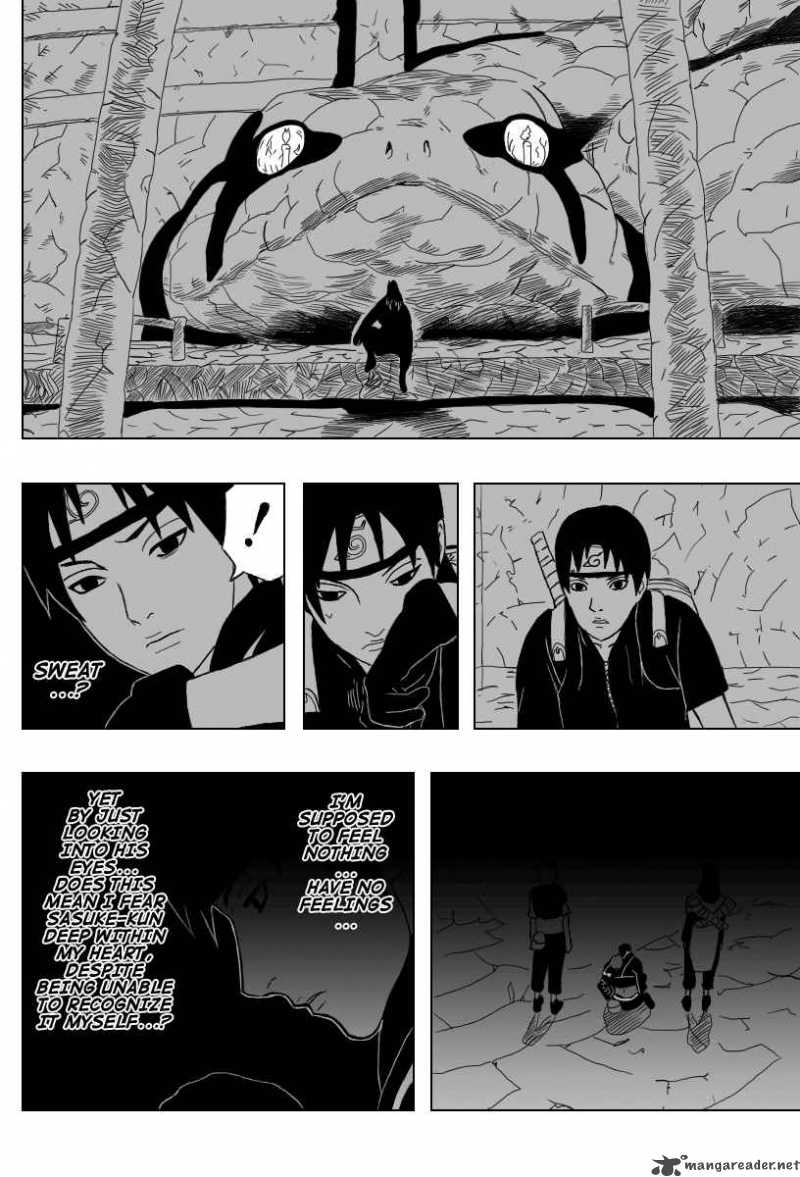 !
SWEAT
...?
I'M
SUPPOSED
TO FEEL
NOTHING
...
HAVE NO
FEELINGS
...
YET
BY JUST
LOOKING
INTO HIS
EYES...
DOES THIS
MEAN I FEAR
SASUKE-KUN
DEEP WITHIN
MY HEART,
DESPITE
BEING UNABLE
TO RECOGNIZE
IT MYSELF...?
mangareader.net